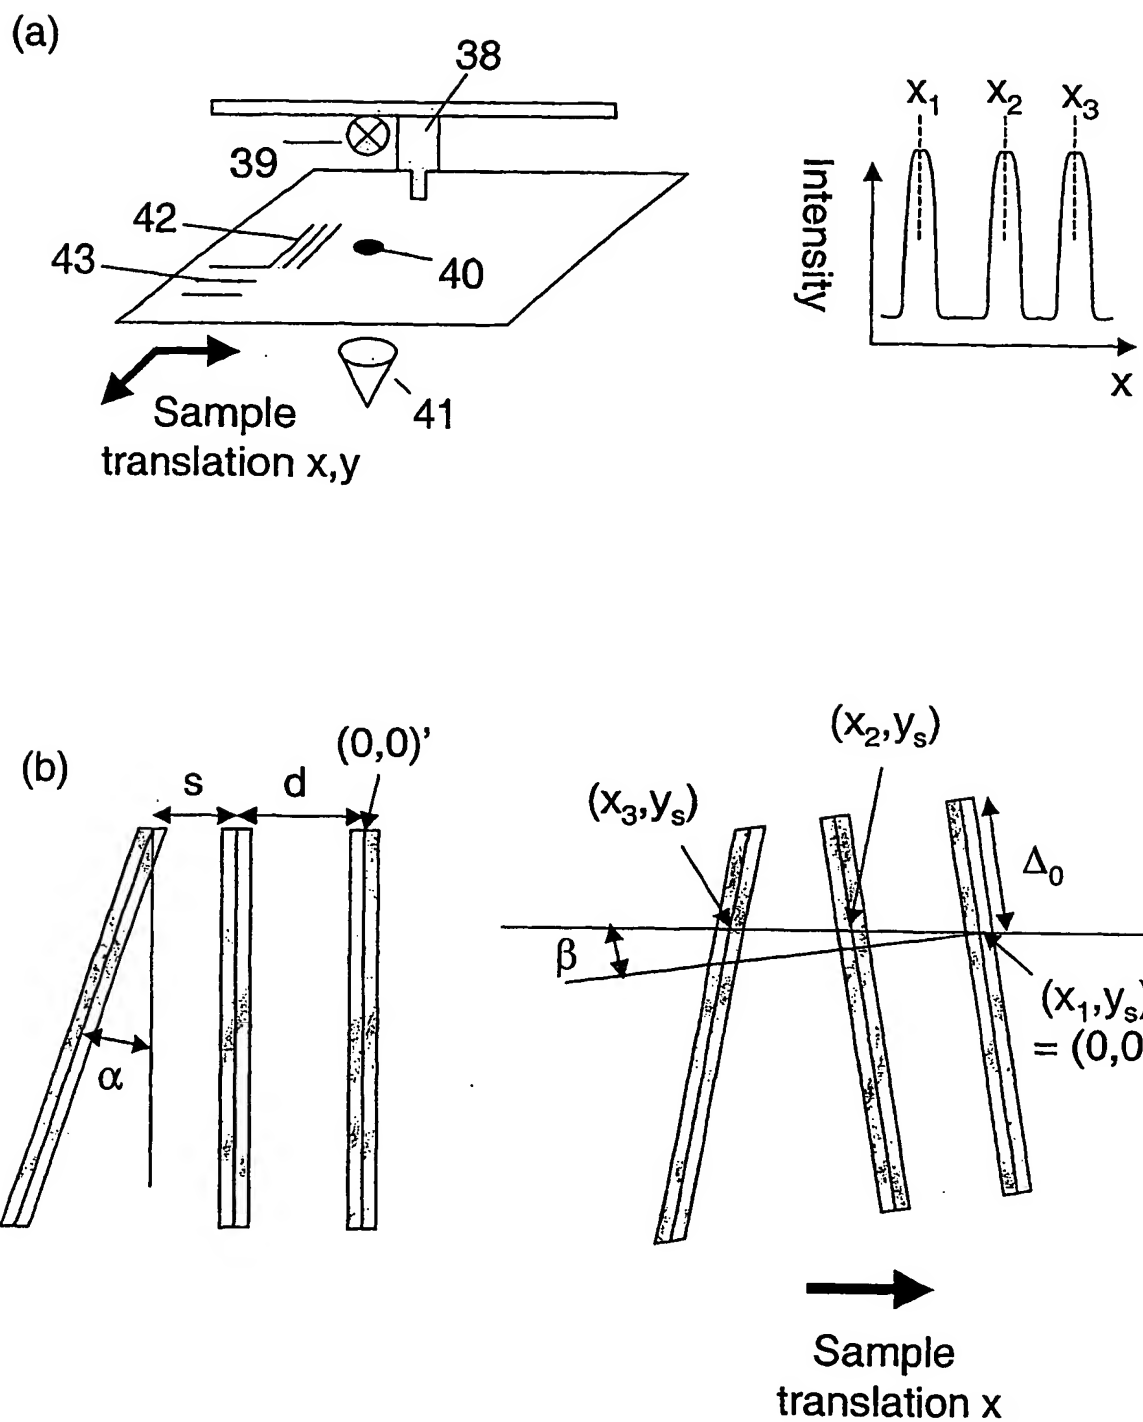 (a)
38
39
42
43
40
41
Sample
translation x,y
x₁ x₂ x₃
Intensity
x
(b)
s
d
(0,0)’
α
(x₂,yₛ)
(x₃,yₛ)
Δ₀
β
(x₁,yₛ)
= (0,0
Sample
translation x